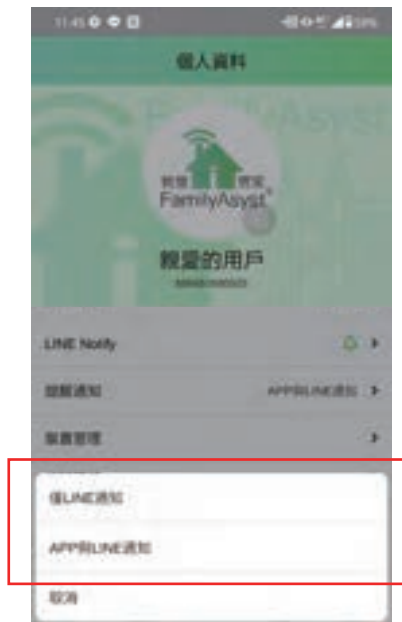 11:45
個人資料
智慧 管家
FamilyAsyst
親愛的用戶
LINE Notify
提醒通知 APP與LINE通知
裝置管理
僅LINE通知
APP與LINE通知
取消